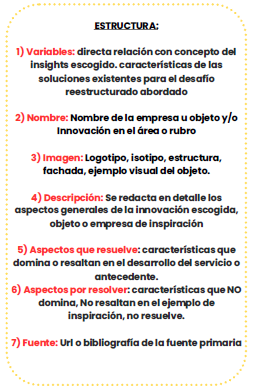 ESTRUCTURA:
1) Variables: directa relación con concepto del
insights escogido. características de las
soluciones existentes para el desafío
reestructurado abordado
2) Nombre: Nombre de la empresa u objeto y/o
Innovación en el área o rubro
3) Imagen: Logotipo, isotipo, estructura,
fachada, ejemplo visual del objeto.
4) Descripción: Se redacta en detalle los
aspectos generales de la innovación escogida,
objeto o empresa de inspiración
5) Aspectos que resuelve: características que
domina o resaltan en el desarrollo del servicio o
antecedente.
6) Aspectos por resolver: características que NO
domina, No resaltan en el ejemplo de
inspiración, no resuelve.
7) Fuente: Url o bibliografía de la fuente primaria